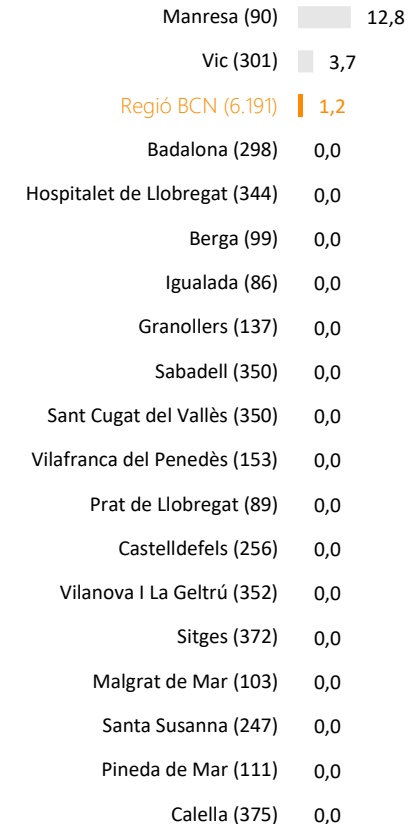 Manresa (90) 12,8
Vic (301) 3,7
Regió BCN (6.191) 1,2
Badalona (298) 0,0
Hospitalet de Llobregat (344) 0,0
Berga (99) 0,0
Igualada (86) 0,0
Granollers (137) 0,0
Sabadell (350) 0,0
Sant Cugat del Vallès (350) 0,0
Vilafranca del Penedès (153) 0,0
Prat de Llobregat (89) 0,0
Castelldefels (256) 0,0
Vilanova I La Geltrú (352) 0,0
Sitges (372) 0,0
Malgrat de Mar (103) 0,0
Santa Susanna (247) 0,0
Pineda de Mar (111) 0,0
Calella (375) 0,0